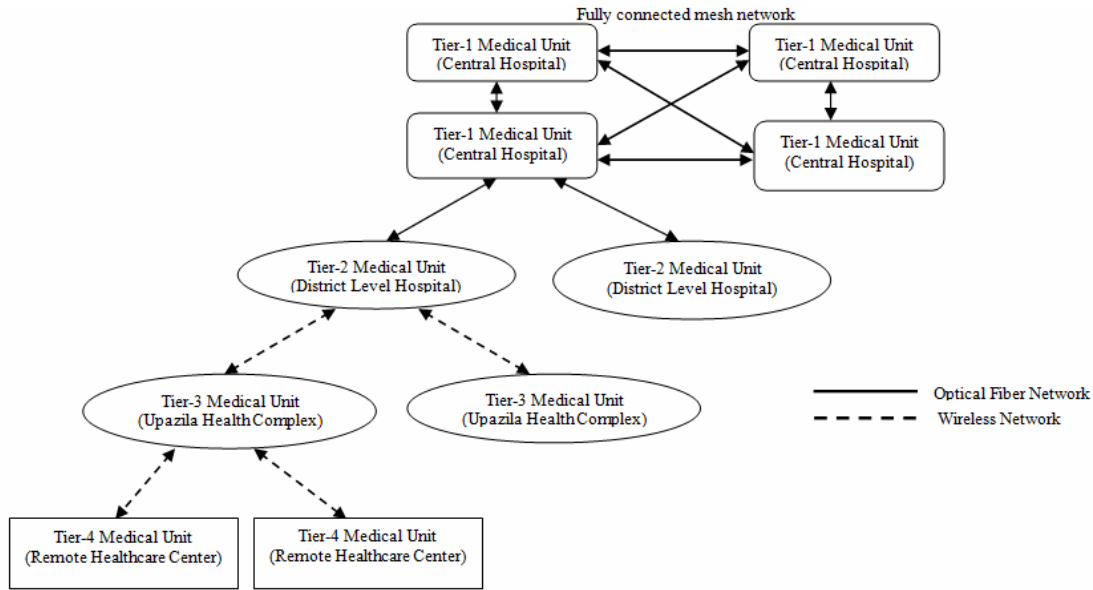 Fully connected mesh network
Tier-1 Medical Unit
(Central Hospital)
Tier-1 Medical Unit
(Central Hospital)
Tier-1 Medical Unit
(Central Hospital)
Tier-1 Medical Unit
(Central Hospital)
Tier-2 Medical Unit
(District Level Hospital)
Tier-2 Medical Unit
(District Level Hospital)
Tier-3 Medical Unit
(Upazila Health Complex)
Tier-3 Medical Unit
(Upazila Health Complex)
Optical Fiber Network
Wireless Network
Tier-4 Medical Unit
(Remote Healthcare Center)
Tier-4 Medical Unit
(Remote Healthcare Center)